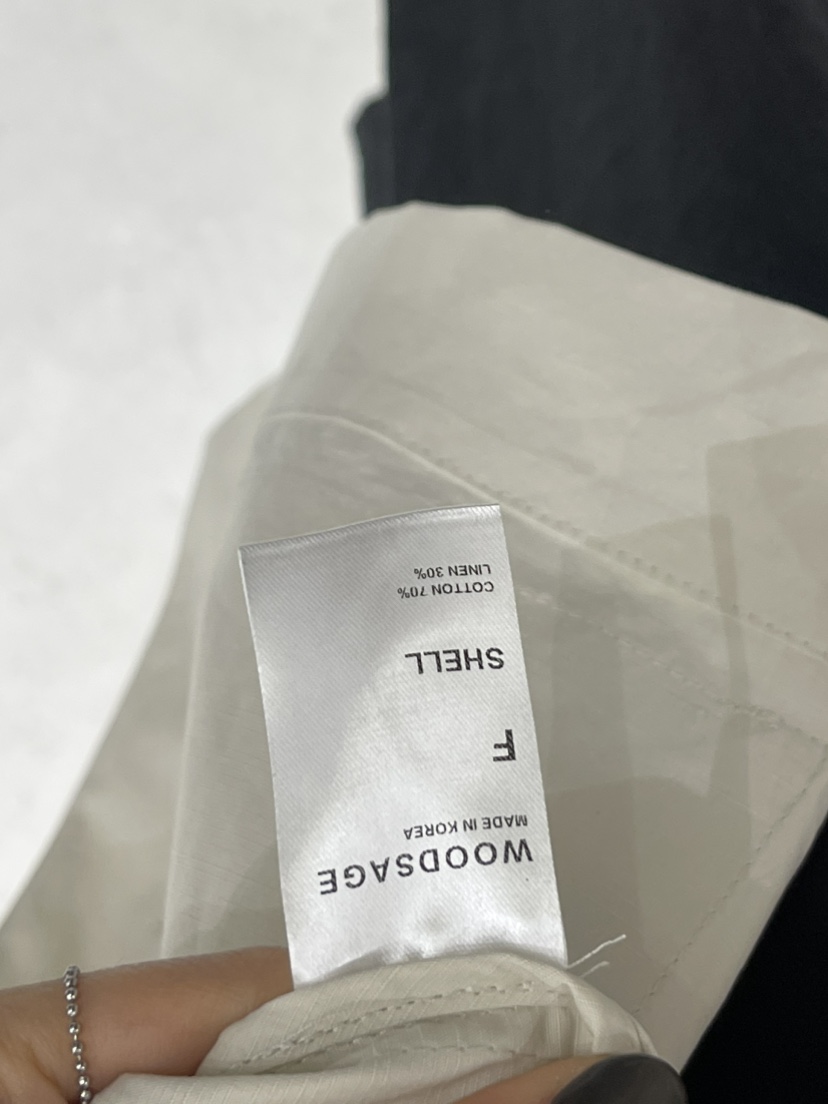 WOODSAGE
MADE IN KOREA
F
SHELL
COTTON 70%
LINEN 30%